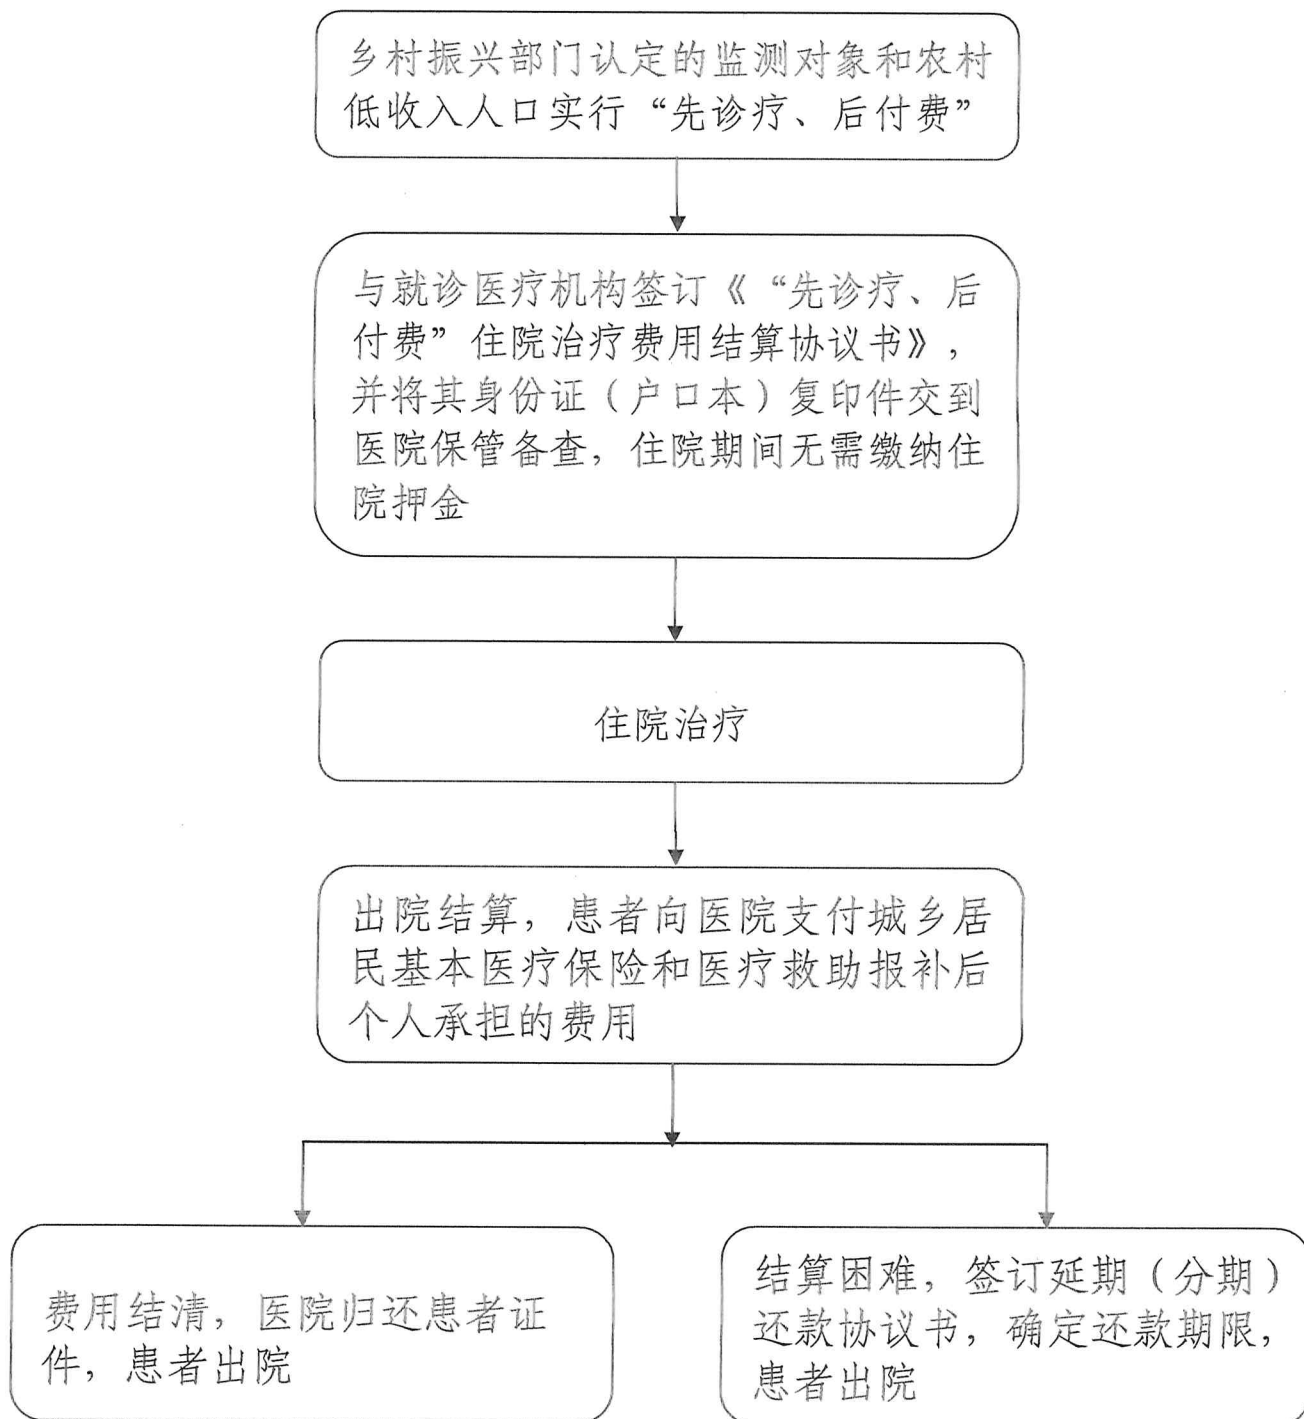 乡村振兴部门认定的监测对象和农村
低收入人口实行“先诊疗、后付费”
与就诊医疗机构签订《“先诊疗、后
付费”住院治疗费用结算协议书》，
并将其身份证（户口本）复印件交到
医院保管备查，住院期间无需缴纳住
院押金
住院治疗
出院结算，患者向医院支付城乡居
民基本医疗保险和医疗救助报补后
个人承担的费用
费用结清，医院归还患者证
件，患者出院
结算困难，签订延期（分期）
还款协议书，确定还款期限，
患者出院